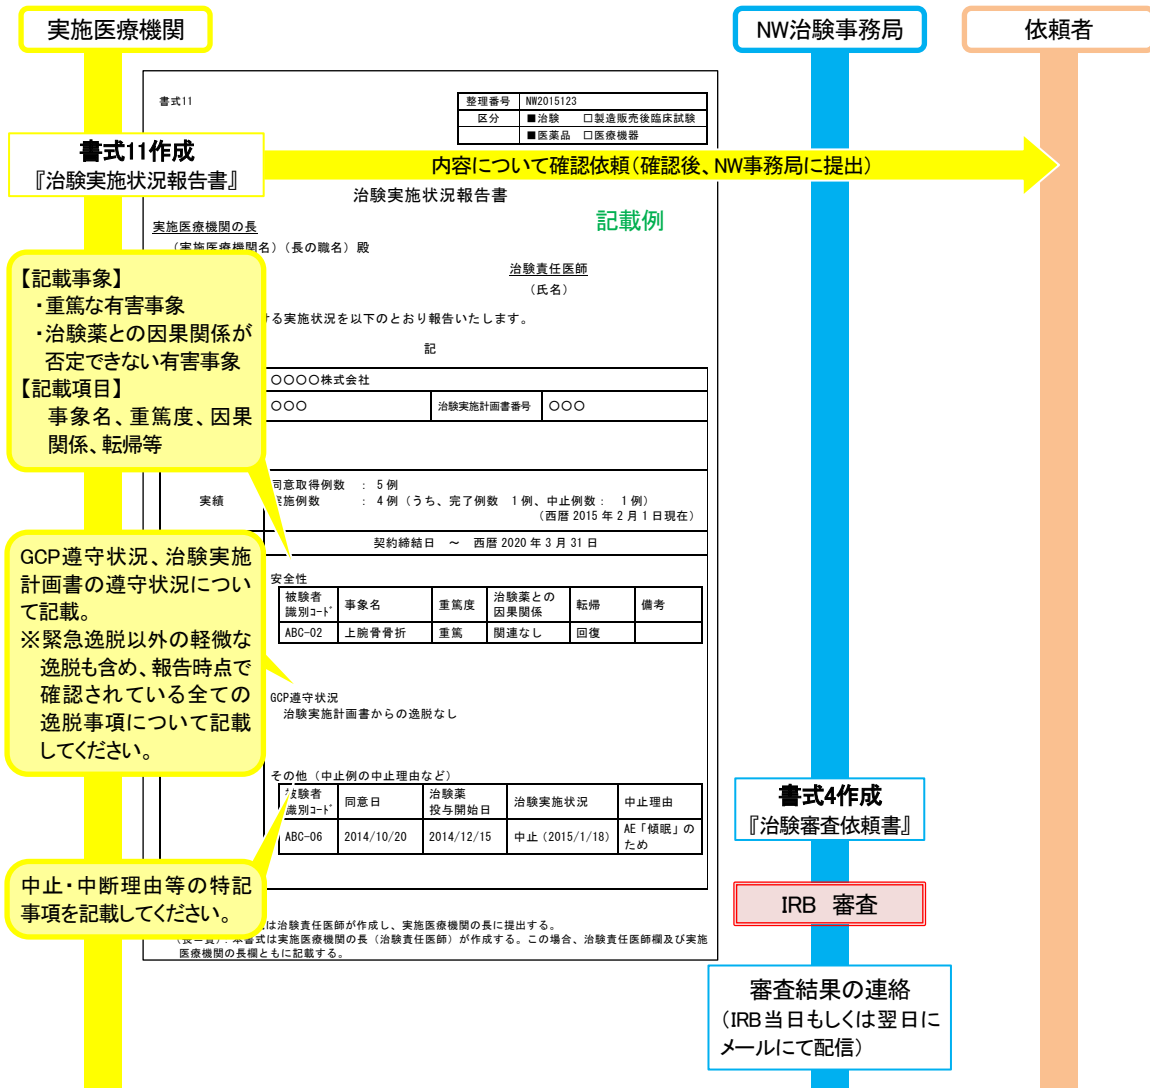 実施医療機関
NW治験事務局
依頼者
書式11
整理番号 NW2015123
区分 ■治験 □製造販売後臨床試験
■医薬品 □医療機器
書式11作成
『治験実施状況報告書』
内容について確認依頼(確認後、NW事務局に提出)
治験実施状況報告書
記載例
実施医療機関の長
(実施医療機関名)(長の職名) 殿
治験責任医師
(氏名)
【記載事象】
・重篤な有害事象
・治験薬との因果関係が
否定できない有害事象
【記載項目】
事象名、重篤度、因果
関係、転帰等
る実施状況を以下のとおり報告いたします。
記
〇〇〇〇株式会社
〇〇〇 治験実施計画書番号 〇〇〇
実績
同意取得例数 : 5 例
実施例数 : 4 例 (うち、完了例数 1 例、中止例数 : 1 例)
(西暦 2015 年 2 月 1 日現在)
契約締結日 ~ 西暦 2020 年 3 月 31 日
GCP遵守状況、治験実施
計画書の遵守状況につい
て記載。
※緊急逸脱以外の軽微な
逸脱も含め、報告時点で
確認されている全ての
逸脱事項について記載
してください。
安全性
被験者識別コード 事象名 重篤度 治験薬との因果関係 転帰 備考
ABC-02 上腕骨骨折 重篤 関連なし 回復
GCP遵守状況
治験実施計画書からの逸脱なし
その他 (中止例の中止理由など)
被験者識別コード 同意日 治験薬投与開始日 治験実施状況 中止理由
ABC-06 2014/10/20 2014/12/15 中止 (2015/1/18) AE「傾眠」のため
中止・中断理由等の特記
事項を記載してください。
は治験責任医師が作成し、実施医療機関の長に提出する。
(長=責):本書式は実施医療機関の長 (治験責任医師) が作成する。この場合、治験責任医師欄及び実施
医療機関の長欄ともに記載する。
書式4作成
『治験審査依頼書』
IRB 審査
審査結果の連絡
(IRB当日もしくは翌日に
メールにて配信)